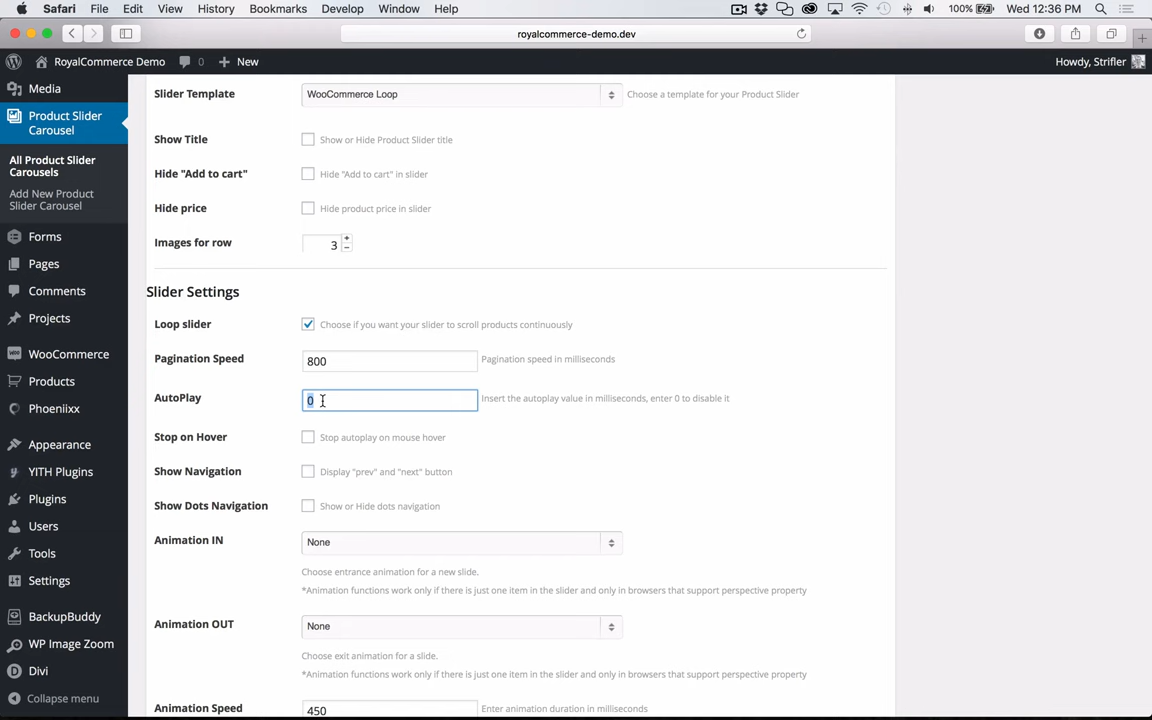 Safari File Edit View History Bookmarks Develop Window Help 100% Wed 12:36 PM
royalcommerce-demo.dev
RoyalCommerce Demo 0 + New Howdy, Strifler
Media
Product Slider
Carousel
All Product Slider
Carousels
Add New Product
Slider Carousel
Forms
Pages
Comments
Projects
WooCommerce
Products
Phoeniixx
Appearance
YITH Plugins
Plugins
Users
Tools
Settings
BackupBuddy
WP Image Zoom
Divi
Collapse menu
Slider Template WooCommerce Loop Choose a template for your Product Slider
Show Title Show or Hide Product Slider title
Hide "Add to cart" Hide "Add to cart" in slider
Hide price Hide product price in slider
Images for row 3 + −
Slider Settings
Loop slider Choose if you want your slider to scroll products continuously
Pagination Speed 800 Pagination speed in milliseconds
AutoPlay 0 Insert the autoplay value in milliseconds, enter 0 to disable it
Stop on Hover Stop autoplay on mouse hover
Show Navigation Display "prev" and "next" button
Show Dots Navigation Show or Hide dots navigation
Animation IN None
Choose entrance animation for a new slide.
*Animation functions work only if there is just one item in the slider and only in browsers that support perspective property
Animation OUT None
Choose exit animation for a slide.
*Animation functions work only if there is just one item in the slider and only in browsers that support perspective property
Animation Speed 450 Enter animation duration in milliseconds